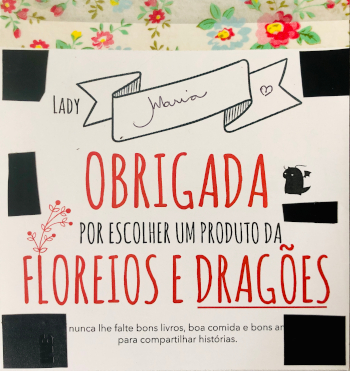 LADY Maria
OBRIGADA
POR ESCOLHER UM PRODUTO DA
FLOREIOS E DRAGÕES
nunca lhe falte bons livros, boa comida e bons
para compartilhar histórias.